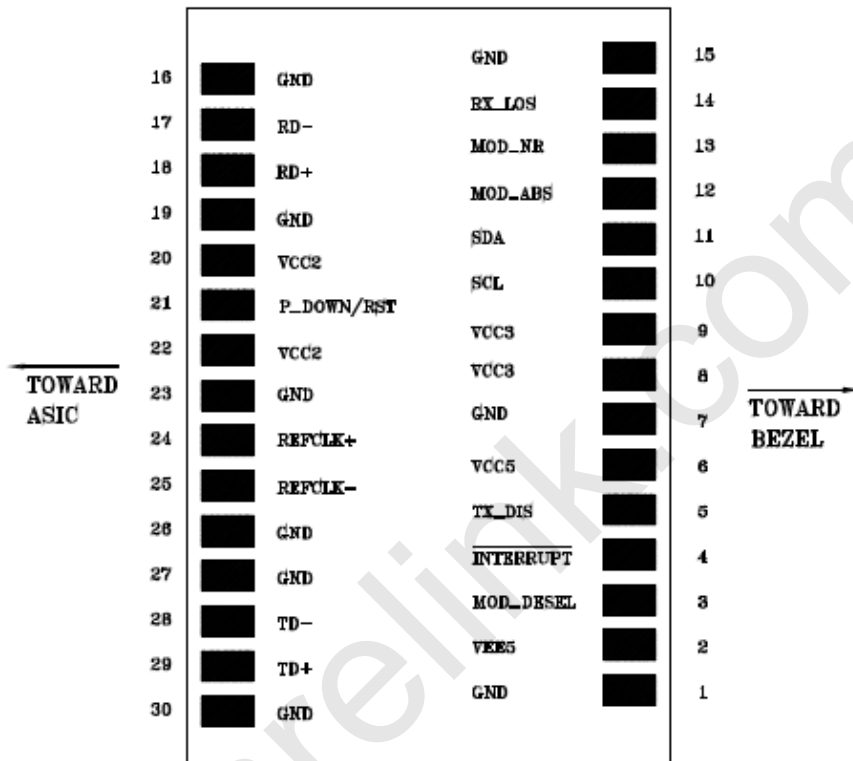 16 GND
17 RD-
18 RD+
19 GND
20 VCC2
21 P_DOWN/RST
22 VCC2
23 GND
24 REFCLK+
25 REFCLK-
26 GND
27 GND
28 TD-
29 TD+
30 GND
TOWARD
ASIC
GND 15
RX_LOS 14
MOD_NR 13
MOD_ABS 12
SDA 11
SCL 10
VCC3 9
VCC3 8
GND 7
VCC5 6
TX_DIS 5
INTERRUPT 4
MOD_DESEL 3
VEE5 2
GND 1
TOWARD
BEZEL
relink.com